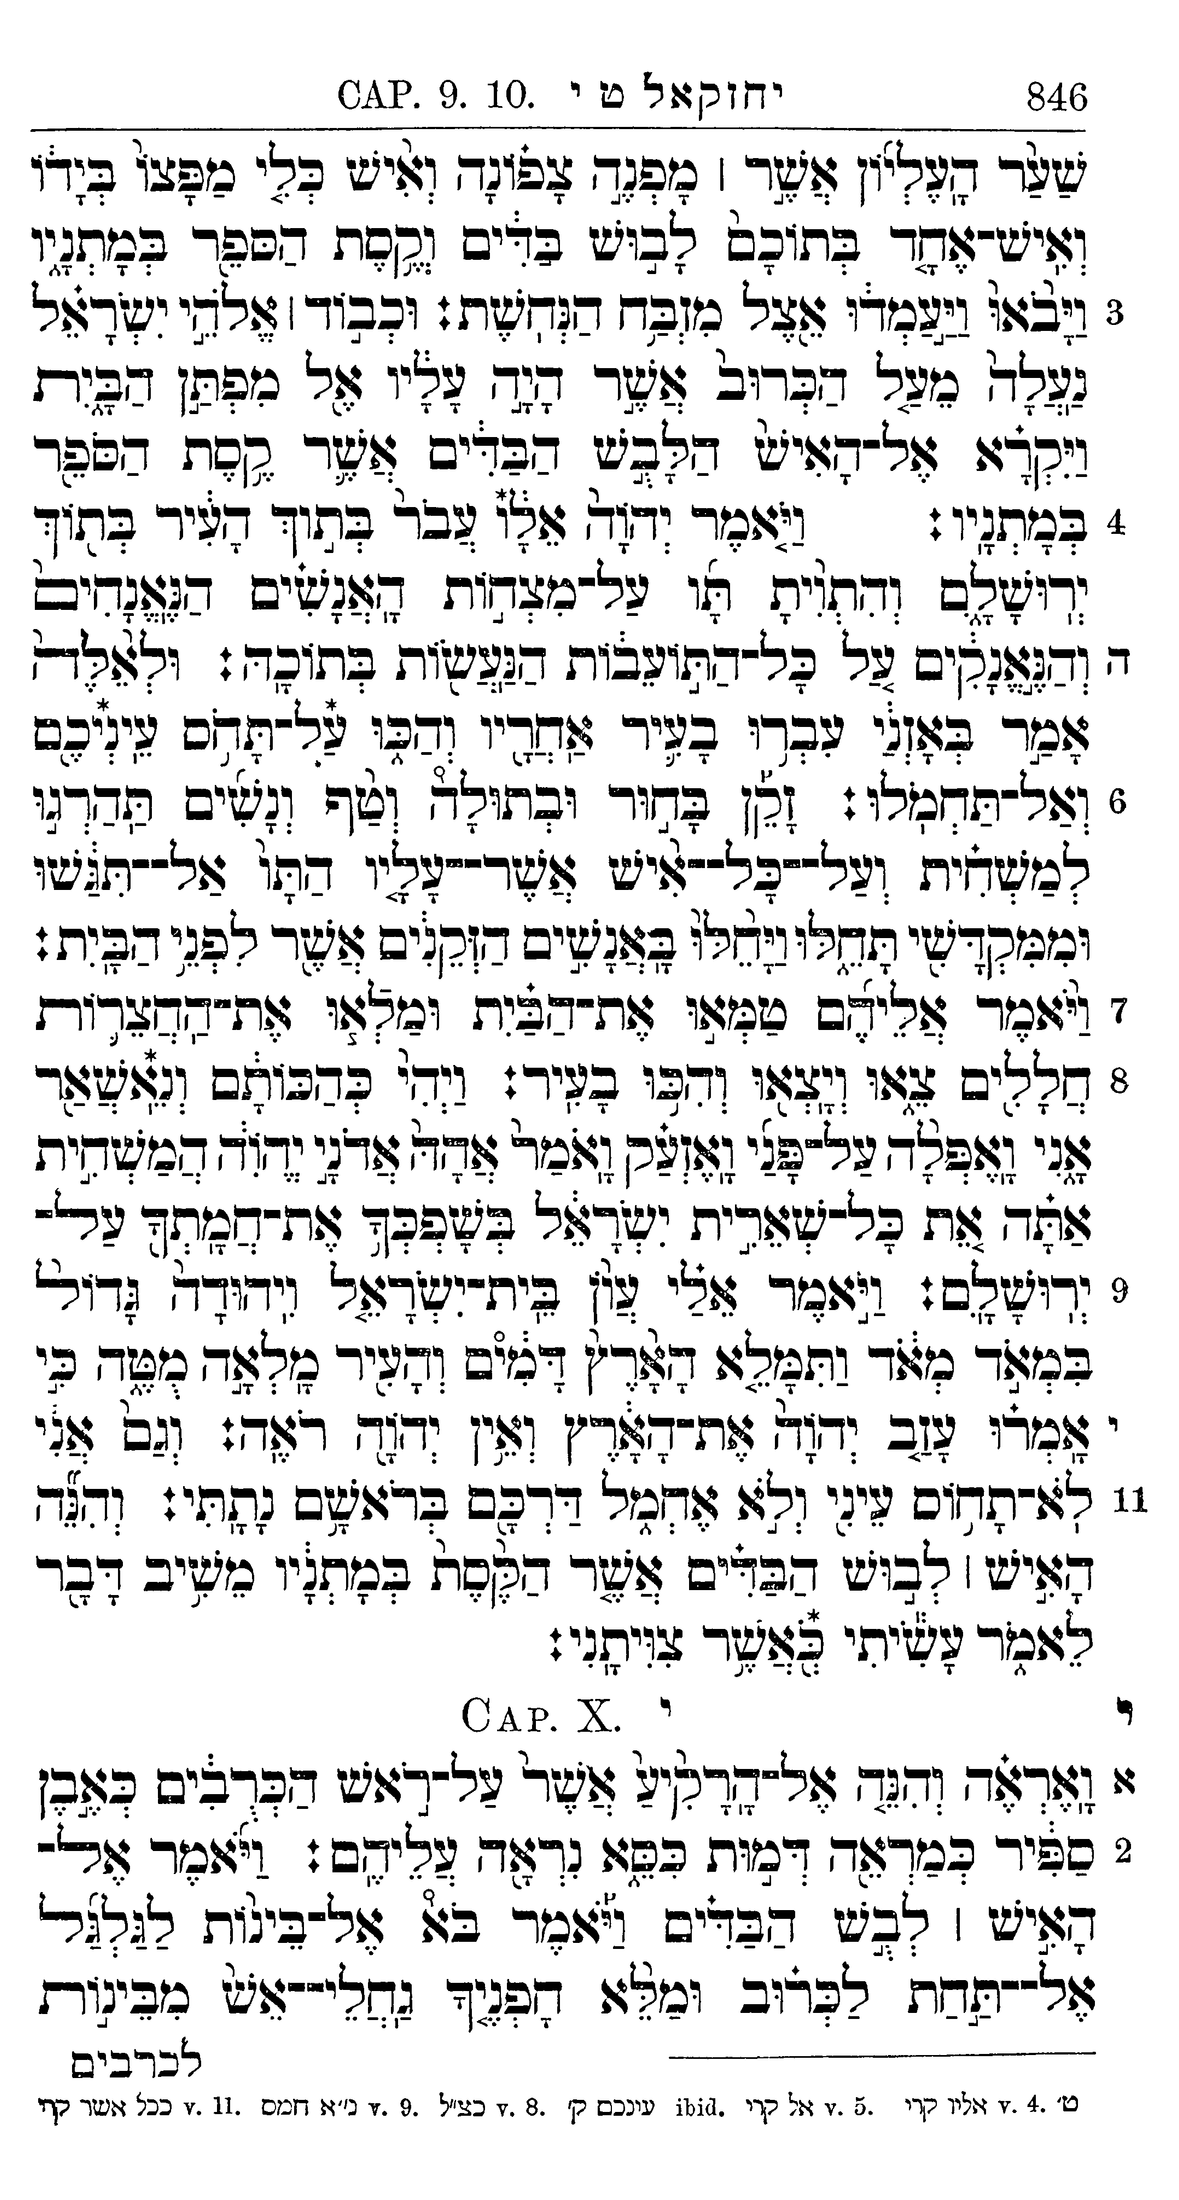 846 יחזקאל ט י CAP. 9. 10.
שַׁעַר הָעֶלְיוֹן אֲשֶׁר ׀ מָפְנֶה צָפוֹנָה וְאִישׁ כְּלִי מַפָּצוֹ בְּיָדוֹ
וְאִישׁ־אֶחָד בְּתוֹכָם לָבוּשׁ בַּדִּים וְקֶסֶת הַסֹּפֵר בְּמָתְנָיו
3 וַיָּבֹאוּ וַיַּעַמְדוּ אֵצֶל מִזְבַּח הַנְּחֹשֶׁת׃ וּכְבוֹד ׀ אֱלֹהֵי יִשְׂרָאֵל
נַעֲלָה מֵעַל הַכְּרוּב אֲשֶׁר הָיָה עָלָיו אֶל מִפְתַּן הַבָּיִת
וַיִּקְרָא אֶל־הָאִישׁ הַלָּבֻשׁ הַבַּדִּים אֲשֶׁר קֶסֶת הַסֹּפֵר
4 בְּמָתְנָיו׃ וַיֹּאמֶר יְהֹוָה אֵלָו* עֲבֹר בְּתוֹךְ הָעִיר בְּתוֹךְ
יְרוּשָׁלִָם וְהִתְוִיתָ תָּו עַל־מִצְחוֹת הָאֲנָשִׁים הַנֶּאֱנָחִים
ה וְהַנֶּאֱנָקִים עַל כָּל־הַתּוֹעֵבוֹת הַנַּעֲשׂוֹת בְּתוֹכָהּ׃ וּלְאֵלֶּה
אָמַר בְּאָזְנַי עִבְרוּ בָעִיר אַחֲרָיו וְהַכּוּ עַל*־תָּחֹס עֵינְיכֶם*
6 וְאַל־תַּחְמֹלוּ׃ זָקֵן בָּחוּר וּבְתוּלָה° וְטַף וְנָשִׁים תַּהַרְגוּ
לְמַשְׁחִית וְעַל־־כָּל־־אִישׁ אֲשֶׁר־־עָלָיו הַתָּו אַל־־תִּגַּשׁוּ
וּמִמִּקְדָּשִׁי תָּחֵלּוּ וַיָּחֵלּוּ בָּאֲנָשִׁים הַזְּקֵנִים אֲשֶׁר לִפְנֵי הַבָּיִת׃
7 וַיֹּאמֶר אֲלֵיהֶם טַמְּאוּ אֶת־הַבַּיִת וּמַלְאוּ אֶת־הַחֲצֵרוֹת
8 חֲלָלִים צֵאוּ וְיָצְאוּ וְהִכּוּ בָעִיר׃ וַיְהִי כְּהַכּוֹתָם וְנֵאשֲׁאַר*
אָנִי וָאֶפְּלָה עַל־פָּנַי וָאֶזְעַק וָאֹמַר אֲהָהּ אֲדֹנָי יֱהֹוִה הֲמַשְׁחִית
אַתָּה אֵת כָּל־שְׁאֵרִית יִשְׂרָאֵל בְּשָׁפְכְּךָ אֶת־חֲמָתְךָ עַל־
9 יְרוּשָׁלִָם׃ וַיֹּאמֶר אֵלַי עֲוֹן בֵּית־יִשְׂרָאֵל וִיהוּדָה גָּדוֹל
בִּמְאֹד מְאֹד וַתִּמָּלֵא הָאָרֶץ דָּמִים° וְהָעִיר מָלְאָה מֻטֶּה כִּי
י אָמְרוּ עָזַב יְהֹוָה אֶת־הָאָרֶץ וְאֵין יְהֹוָה רֹאֶה׃ וְגַם אֲנִי
11 לֹא־תָחוֹס עֵינִי וְלֹא אֶחְמֹל דַּרְכָּם בְּרֹאשָׁם נָתָתִּי׃ וְהִנֵּה
הָאִישׁ ׀ לְבוּשׁ הַבַּדִּים אֲשֶׁר הַקֶּסֶת בְּמָתְנָיו מֵשִׁיב דָּבָר
לֵאמֹר עָשִׂיתִי כַּאֲשֶׁר* צִוִּיתָנִי׃
י CAP. X. י
א וָאֶרְאֶה וְהִנֵּה אֶל־הָרָקִיעַ אֲשֶׁר עַל־רֹאשׁ הַכְּרֻבִים כְּאֶבֶן
2 סַפִּיר כְּמַרְאֵה דְּמוּת כִּסֵּא נִרְאָה עֲלֵיהֶם׃ וַיֹּאמֶר אֶל־
הָאִישׁ ׀ לְבֻשׁ הַבַּדִּים וַיֹּאמֶר בֹּא° אֶל־בֵּינוֹת לַגַּלְגַּל
אֶל־־תַּחַת לַכְּרוּב וּמַלֵּא חָפְנֶיךָ גַחֲלֵי־־אֵשׁ מִבֵּינוֹת
לכרבים
ט׳ v. 4. אליו קרי v. 5. אל קרי ibid. עינכם ק׳ v. 8. כצ״ל v. 9. נ״א חמס v. 11. ככל אשר קרי